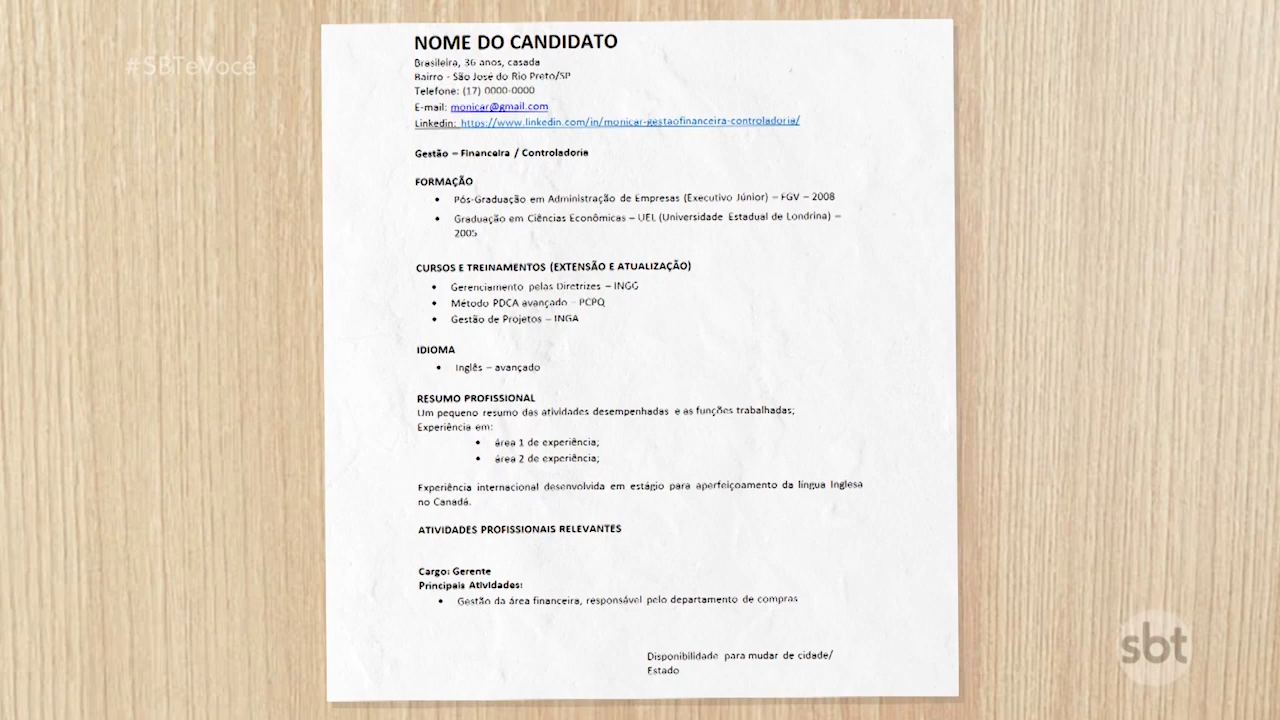 #SBTeVocê
NOME DO CANDIDATO
Brasileira, 36 anos, casada
Bairro - São José do Rio Preto/SP
Telefone: (17) 0000-0000
E-mail: monicar@gmail.com
Linkedin: https://www.linkedin.com/in/monicar-gestaofinanceira-controladoria/
Gestão – Financeira / Controladoria
FORMAÇÃO
• Pós-Graduação em Administração de Empresas (Executivo Júnior) – FGV – 2008
• Graduação em Ciências Econômicas – UEL (Universidade Estadual de Londrina) –
2005
CURSOS E TREINAMENTOS (EXTENSÃO E ATUALIZAÇÃO)
• Gerenciamento pelas Diretrizes – INGG
• Método PDCA avançado – PCPQ
• Gestão de Projetos – INGA
IDIOMA
• Inglês – avançado
RESUMO PROFISSIONAL
Um pequeno resumo das atividades desempenhadas e as funções trabalhadas;
Experiência em:
• área 1 de experiência;
• área 2 de experiência;
Experiência internacional desenvolvida em estágio para aperfeiçoamento da língua Inglesa
no Canadá.
ATIVIDADES PROFISSIONAIS RELEVANTES
Cargo: Gerente
Principais Atividades:
• Gestão da área financeira, responsável pelo departamento de compras
Disponibilidade para mudar de cidade/
Estado
sbt